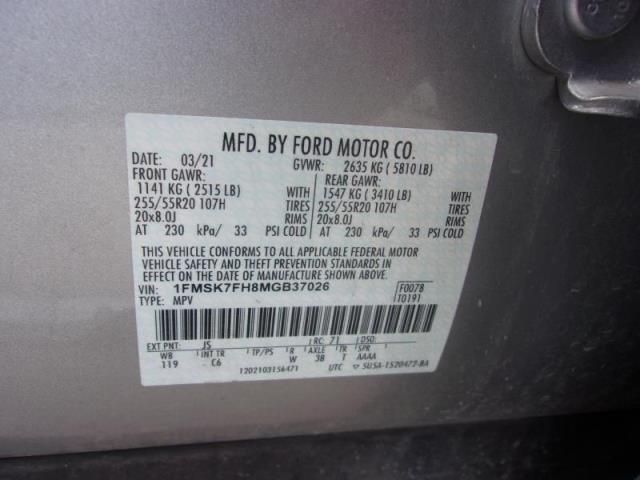 MFD. BY FORD MOTOR CO.
DATE: 03/21 GVWR: 2635 KG (5810 LB)
FRONT GAWR: REAR GAWR:
1141 KG (2515 LB) WITH 1547 KG (3410 LB) WITH
255/55R20 107H TIRES 255/55R20 107H TIRES
20x8.0J RIMS 20x8.0J RIMS
AT 230 kPa/ 33 PSI COLD AT 230 kPa/ 33 PSI COLD
THIS VEHICLE CONFORMS TO ALL APPLICABLE FEDERAL MOTOR
VEHICLE SAFETY AND THEFT PREVENTION STANDARDS IN
EFFECT ON THE DATE OF MANUFACTURE SHOWN ABOVE.
VIN: 1FMSK7FH8MGB37026 F0078
TYPE: MPV T0191
EXT PNT: JS RC: 71 DSO:
WB INT TR TP/PS R AXLE TR SPR
119 C6 W 3B T AAAA
1202103156471 UTC 5U5A-1520472-BA